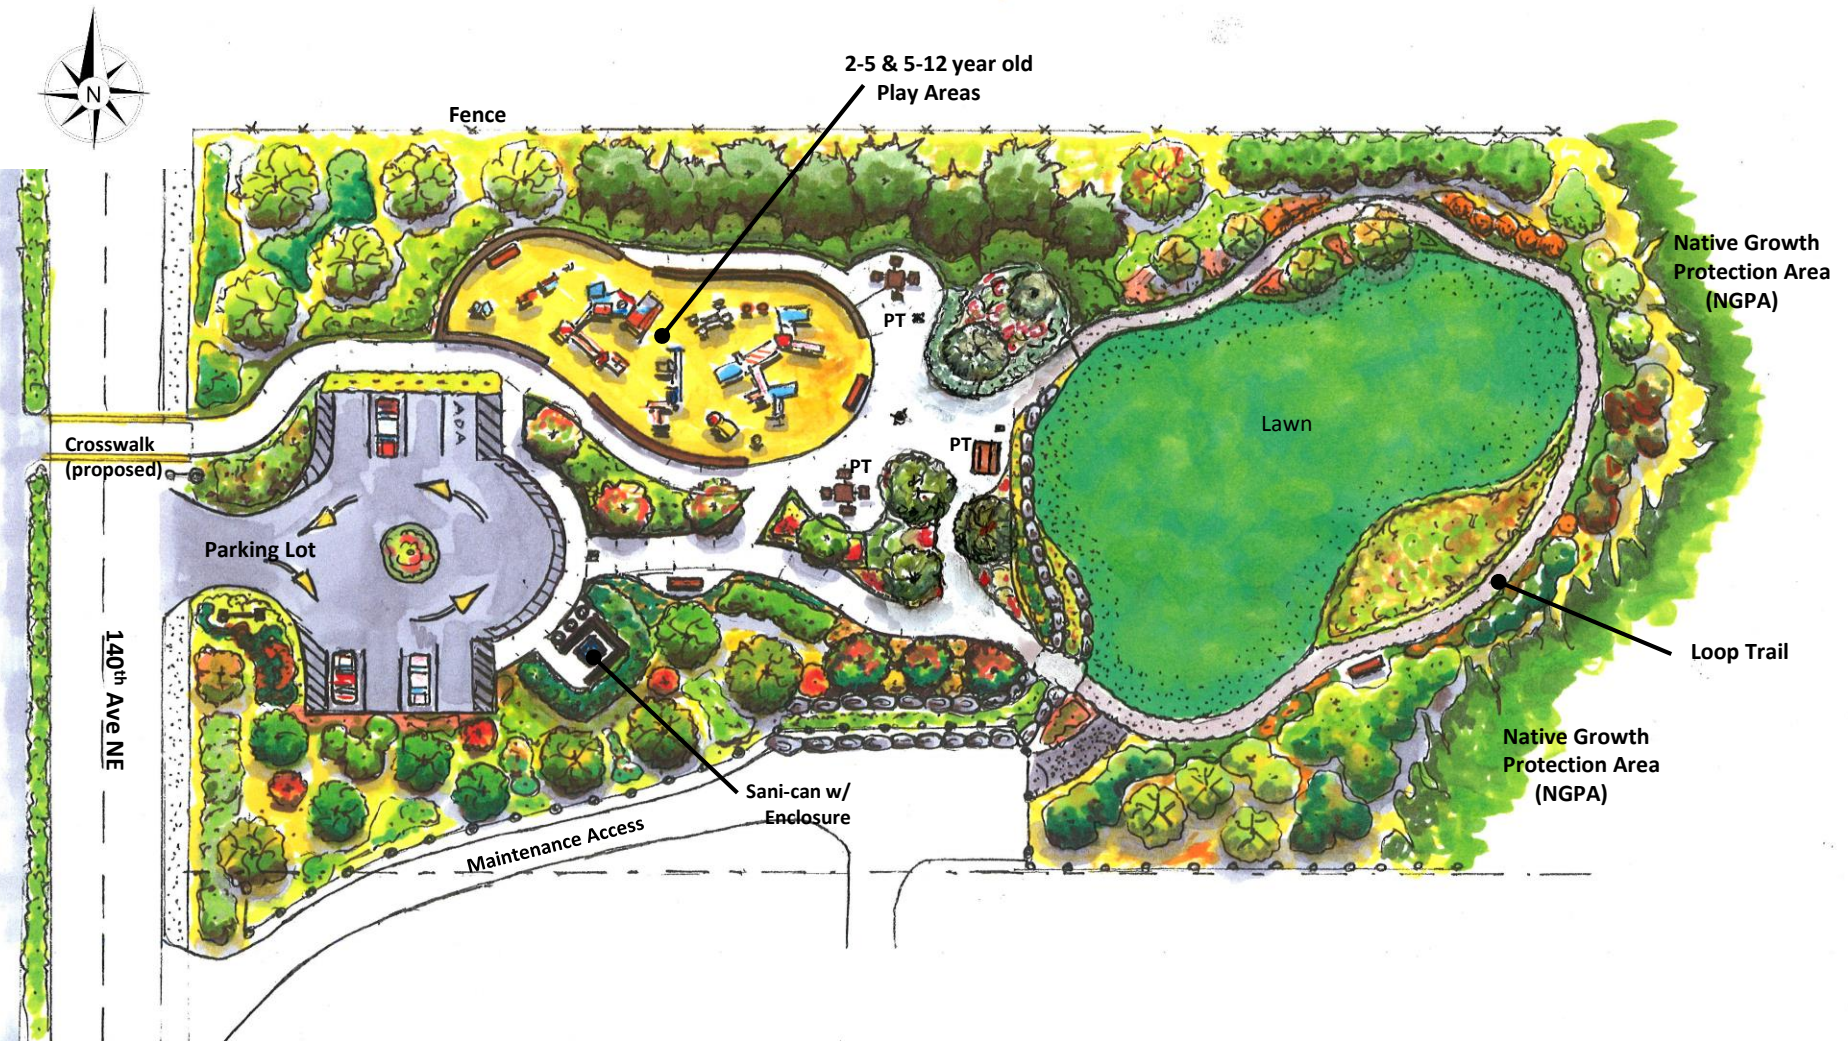 N
2-5 & 5-12 year old
Play Areas
Fence
Native Growth
Protection Area
(NGPA)
PT
ADA
Crosswalk
(proposed)
Lawn
PT
PT
Parking Lot
140th Ave NE
Loop Trail
Native Growth
Protection Area
(NGPA)
Sani-can w/
Enclosure
Maintenance Access